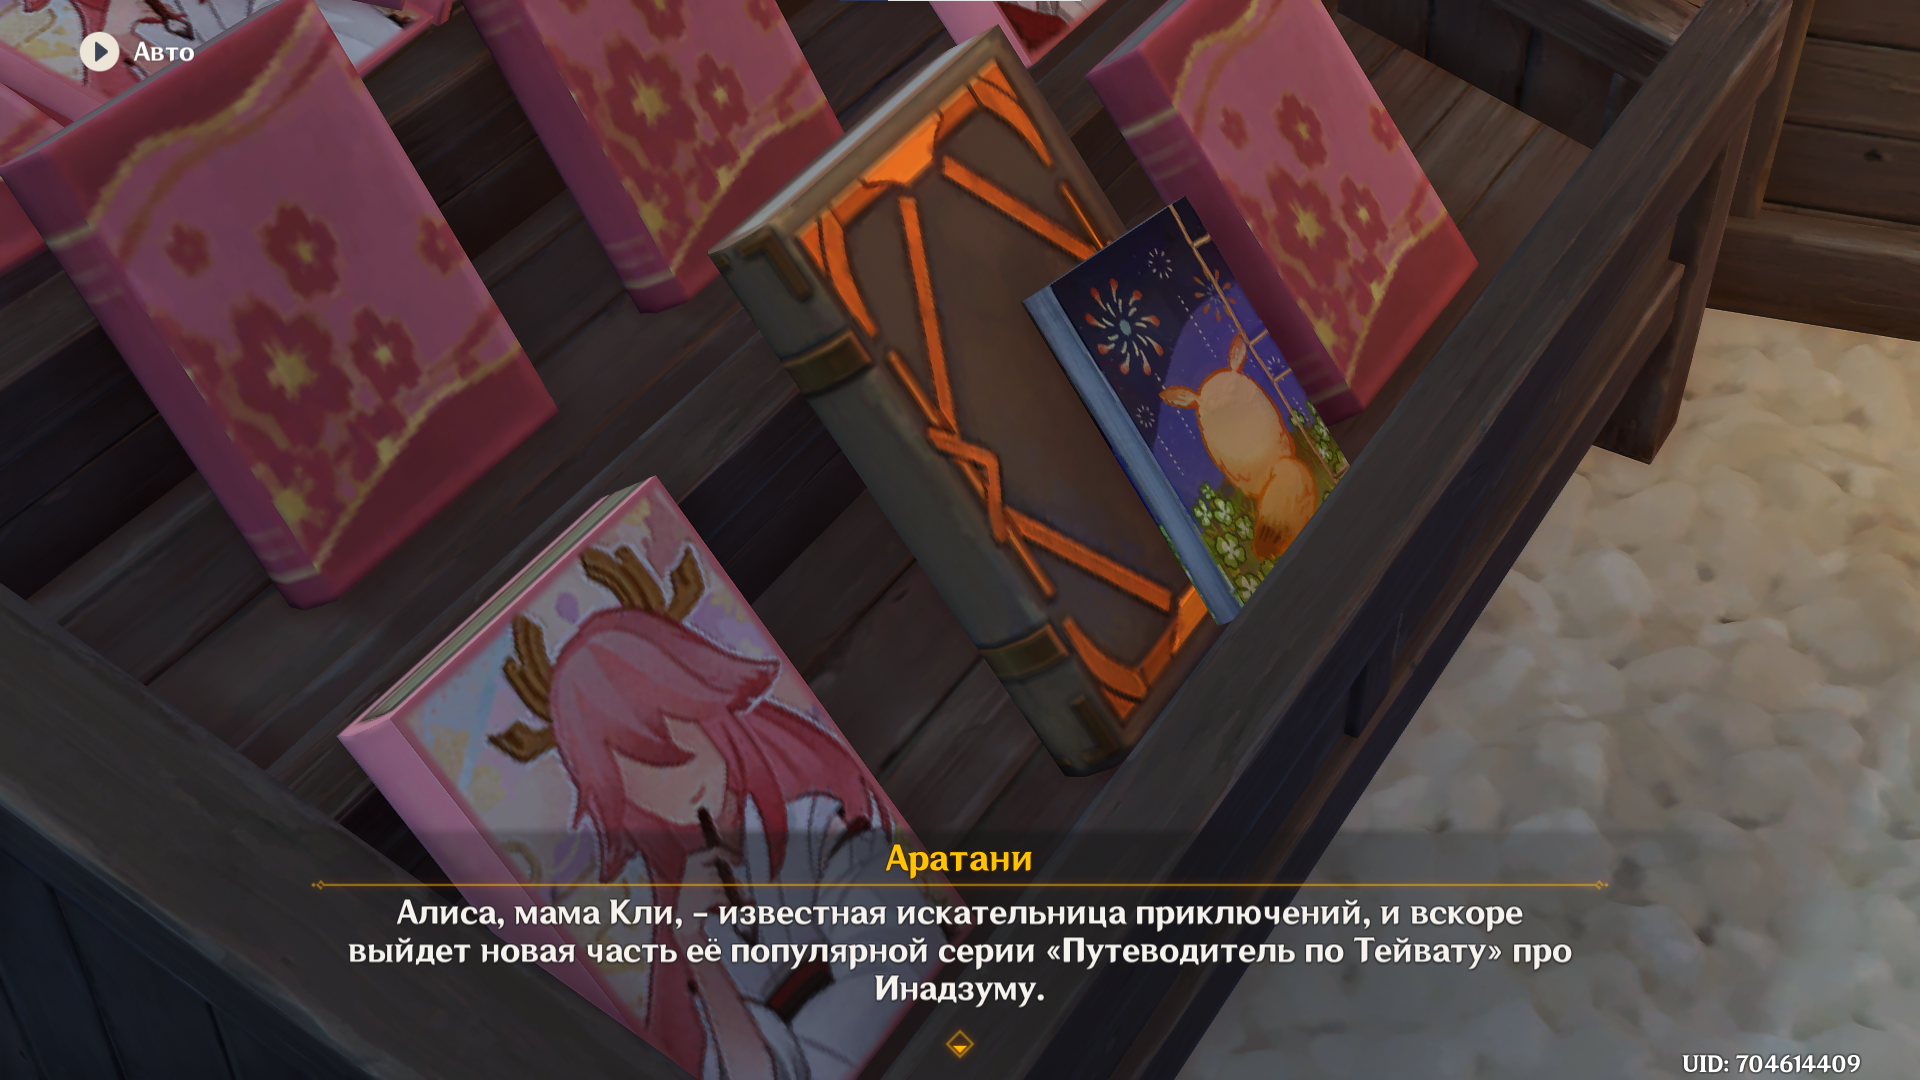 Авто
Аратани
Алиса, мама Кли, – известная искательница приключений, и вскоре
выйдет новая часть её популярной серии «Путеводитель по Тейвату» про
Инадзуму.
UID: 704614409